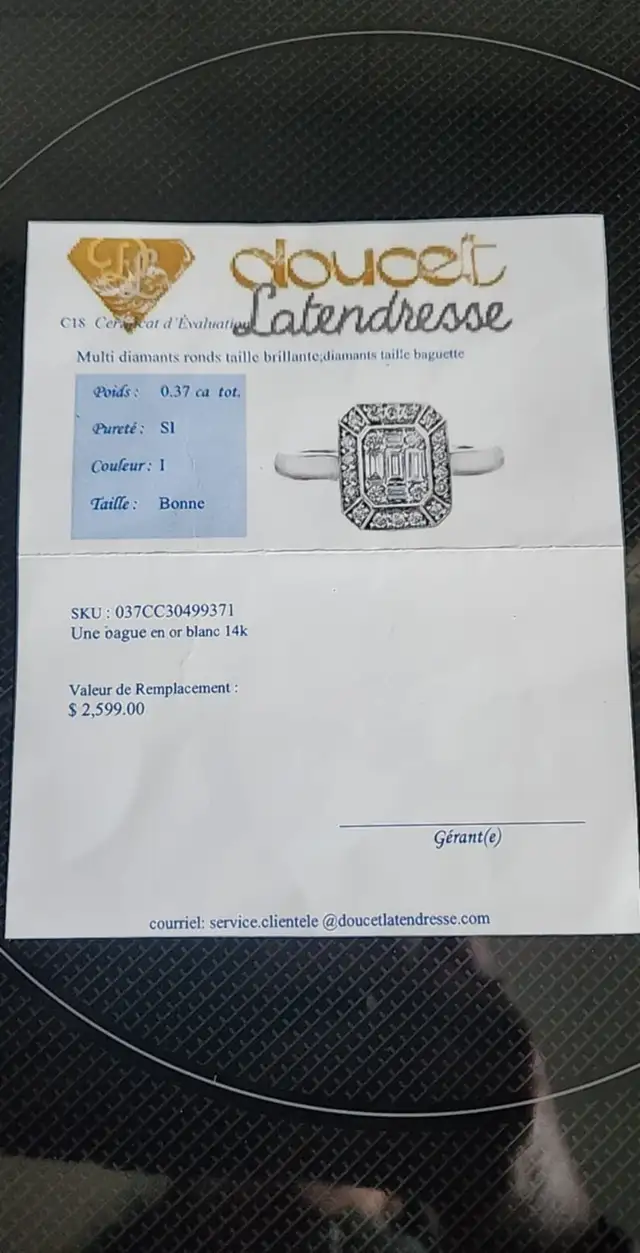 doucet
Latendresse
C18 Certificat d'Évaluation
Multi diamants ronds taille brillante;diamants taille baguette
Poids : 0.37 ca tot.
Pureté : SI
Couleur : I
Taille : Bonne
SKU : 037CC30499371
Une bague en or blanc 14k
Valeur de Remplacement :
$ 2,599.00
Gérant(e)
courriel: service.clientele @doucetlatendresse.com